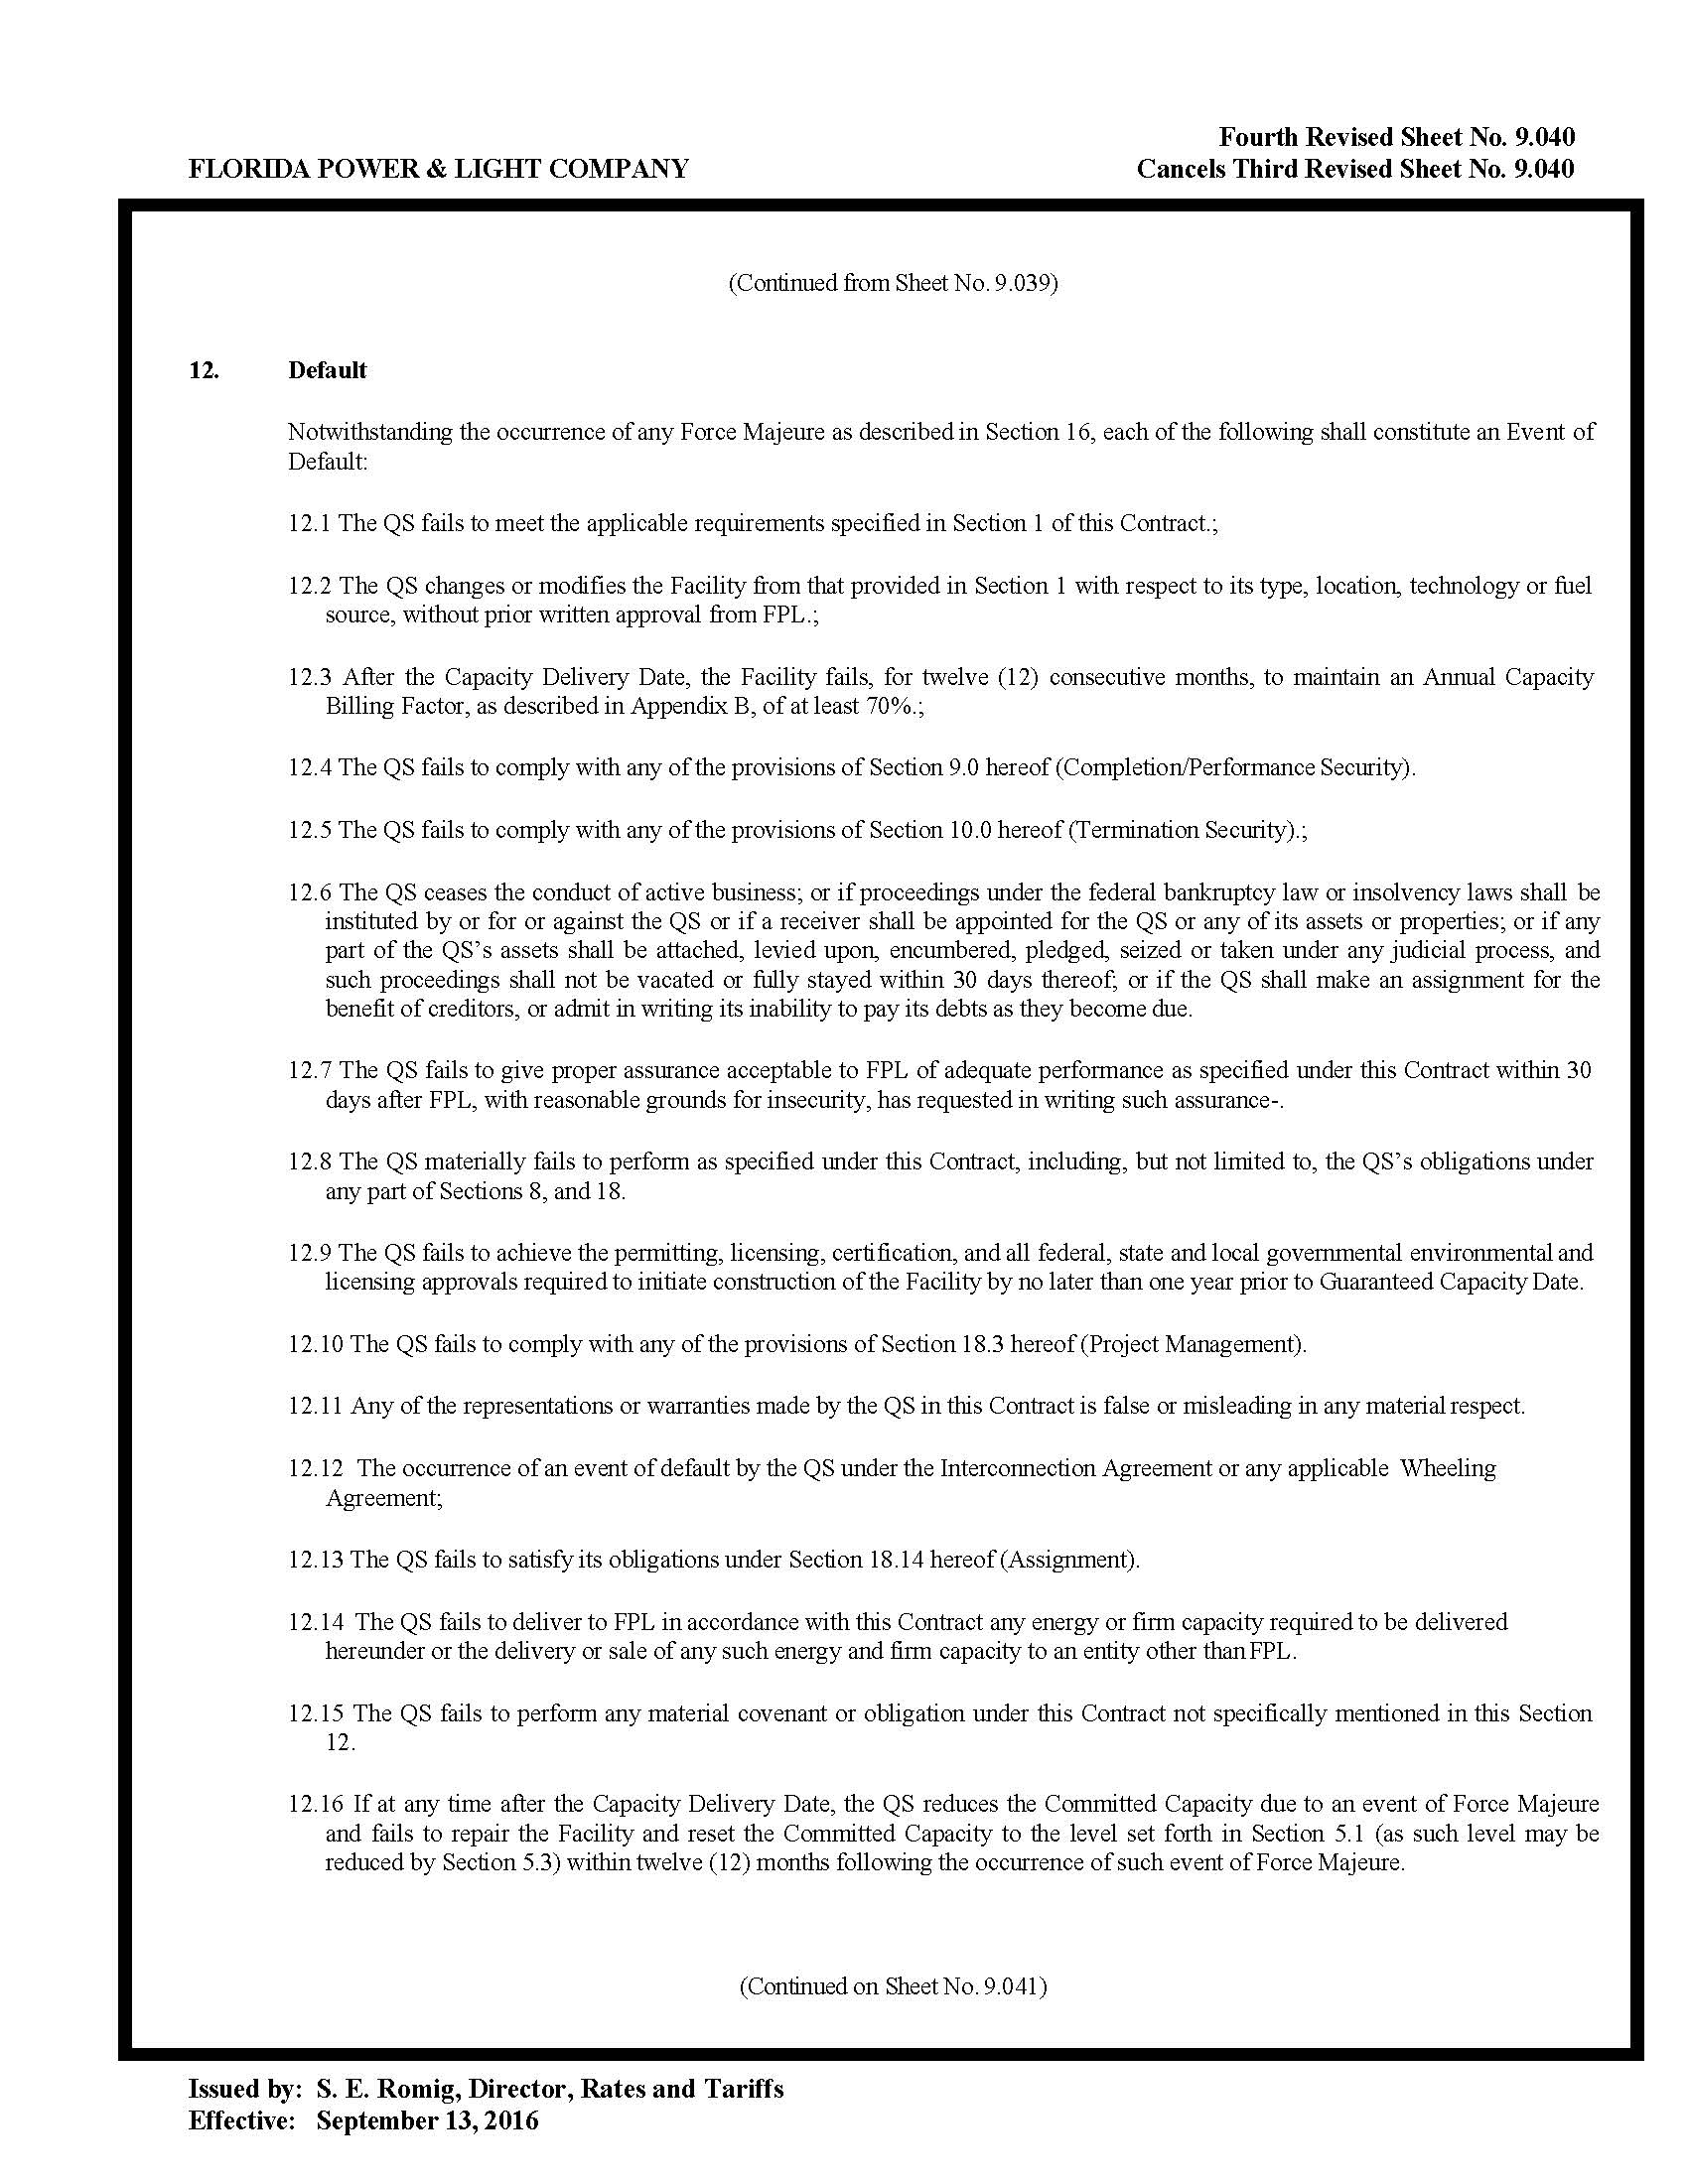 Fourth Revised Sheet No. 9.040
FLORIDA POWER & LIGHT COMPANY Cancels Third Revised Sheet No. 9.040
(Continued from Sheet No. 9.039)
12. Default
Notwithstanding the occurrence of any Force Majeure as described in Section 16, each of the following shall constitute an Event of
Default:
12.1 The QS fails to meet the applicable requirements specified in Section 1 of this Contract.;
12.2 The QS changes or modifies the Facility from that provided in Section 1 with respect to its type, location, technology or fuel
source, without prior written approval from FPL.;
12.3 After the Capacity Delivery Date, the Facility fails, for twelve (12) consecutive months, to maintain an Annual Capacity
Billing Factor, as described in Appendix B, of at least 70%.;
12.4 The QS fails to comply with any of the provisions of Section 9.0 hereof (Completion/Performance Security).
12.5 The QS fails to comply with any of the provisions of Section 10.0 hereof (Termination Security).;
12.6 The QS ceases the conduct of active business; or if proceedings under the federal bankruptcy law or insolvency laws shall be
instituted by or for or against the QS or if a receiver shall be appointed for the QS or any of its assets or properties; or if any
part of the QS's assets shall be attached, levied upon, encumbered, pledged, seized or taken under any judicial process, and
such proceedings shall not be vacated or fully stayed within 30 days thereof; or if the QS shall make an assignment for the
benefit of creditors, or admit in writing its inability to pay its debts as they become due.
12.7 The QS fails to give proper assurance acceptable to FPL of adequate performance as specified under this Contract within 30
days after FPL, with reasonable grounds for insecurity, has requested in writing such assurance-.
12.8 The QS materially fails to perform as specified under this Contract, including, but not limited to, the QS's obligations under
any part of Sections 8, and 18.
12.9 The QS fails to achieve the permitting, licensing, certification, and all federal, state and local governmental environmental and
licensing approvals required to initiate construction of the Facility by no later than one year prior to Guaranteed Capacity Date.
12.10 The QS fails to comply with any of the provisions of Section 18.3 hereof (Project Management).
12.11 Any of the representations or warranties made by the QS in this Contract is false or misleading in any material respect.
12.12 The occurrence of an event of default by the QS under the Interconnection Agreement or any applicable Wheeling
Agreement;
12.13 The QS fails to satisfy its obligations under Section 18.14 hereof (Assignment).
12.14 The QS fails to deliver to FPL in accordance with this Contract any energy or firm capacity required to be delivered
hereunder or the delivery or sale of any such energy and firm capacity to an entity other than FPL.
12.15 The QS fails to perform any material covenant or obligation under this Contract not specifically mentioned in this Section
12.
12.16 If at any time after the Capacity Delivery Date, the QS reduces the Committed Capacity due to an event of Force Majeure
and fails to repair the Facility and reset the Committed Capacity to the level set forth in Section 5.1 (as such level may be
reduced by Section 5.3) within twelve (12) months following the occurrence of such event of Force Majeure.
(Continued on Sheet No. 9.041)
Issued by: S. E. Romig, Director, Rates and Tariffs
Effective: September 13, 2016